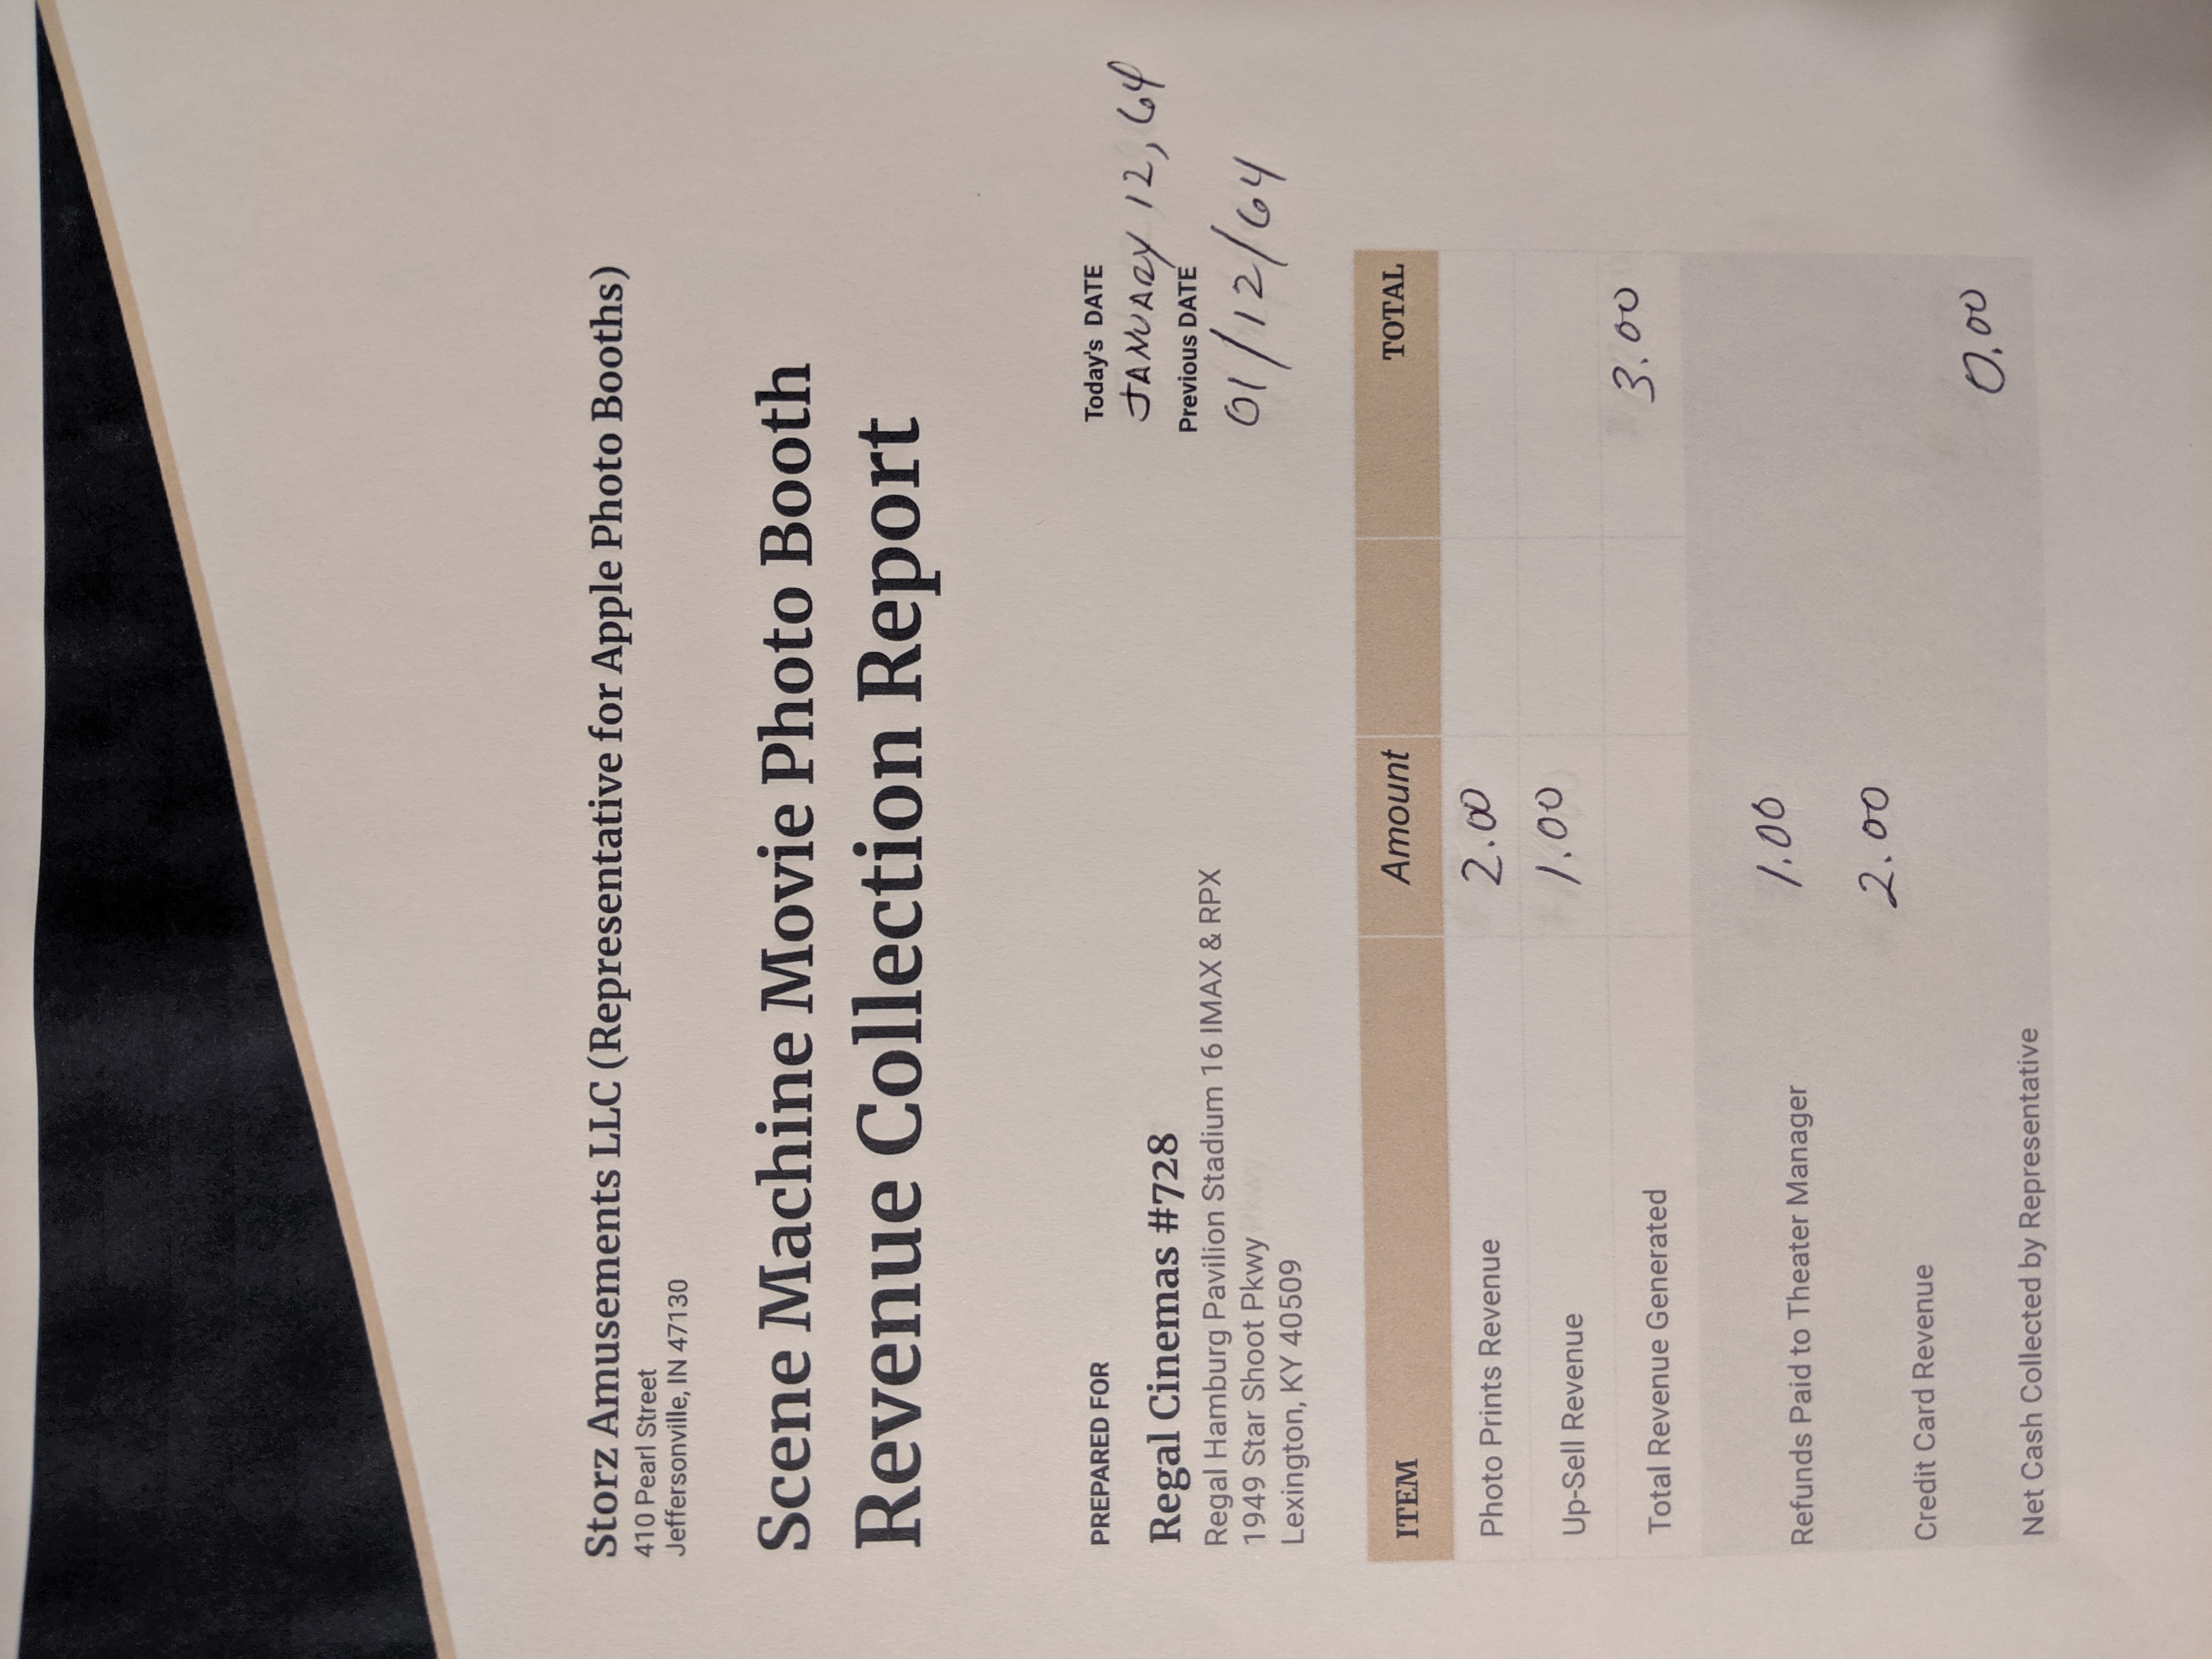 Storz Amusements LLC (Representative for Apple Photo Booths)
410 Pearl Street
Jeffersonville, IN 47130
Scene Machine Movie Photo Booth
Revenue Collection Report
PREPARED FOR
Regal Cinemas #728
Regal Hamburg Pavilion Stadium 16 IMAX & RPX
1949 Star Shoot Pkwy
Lexington, KY 40509
Today's DATE
JANUARY 12, 64
Previous DATE
01/12/64
ITEM Amount TOTAL
Photo Prints Revenue 2.00
Up-Sell Revenue 1.00
Total Revenue Generated 3.00
Refunds Paid to Theater Manager 1.00
Credit Card Revenue 2.00
Net Cash Collected by Representative 0.00